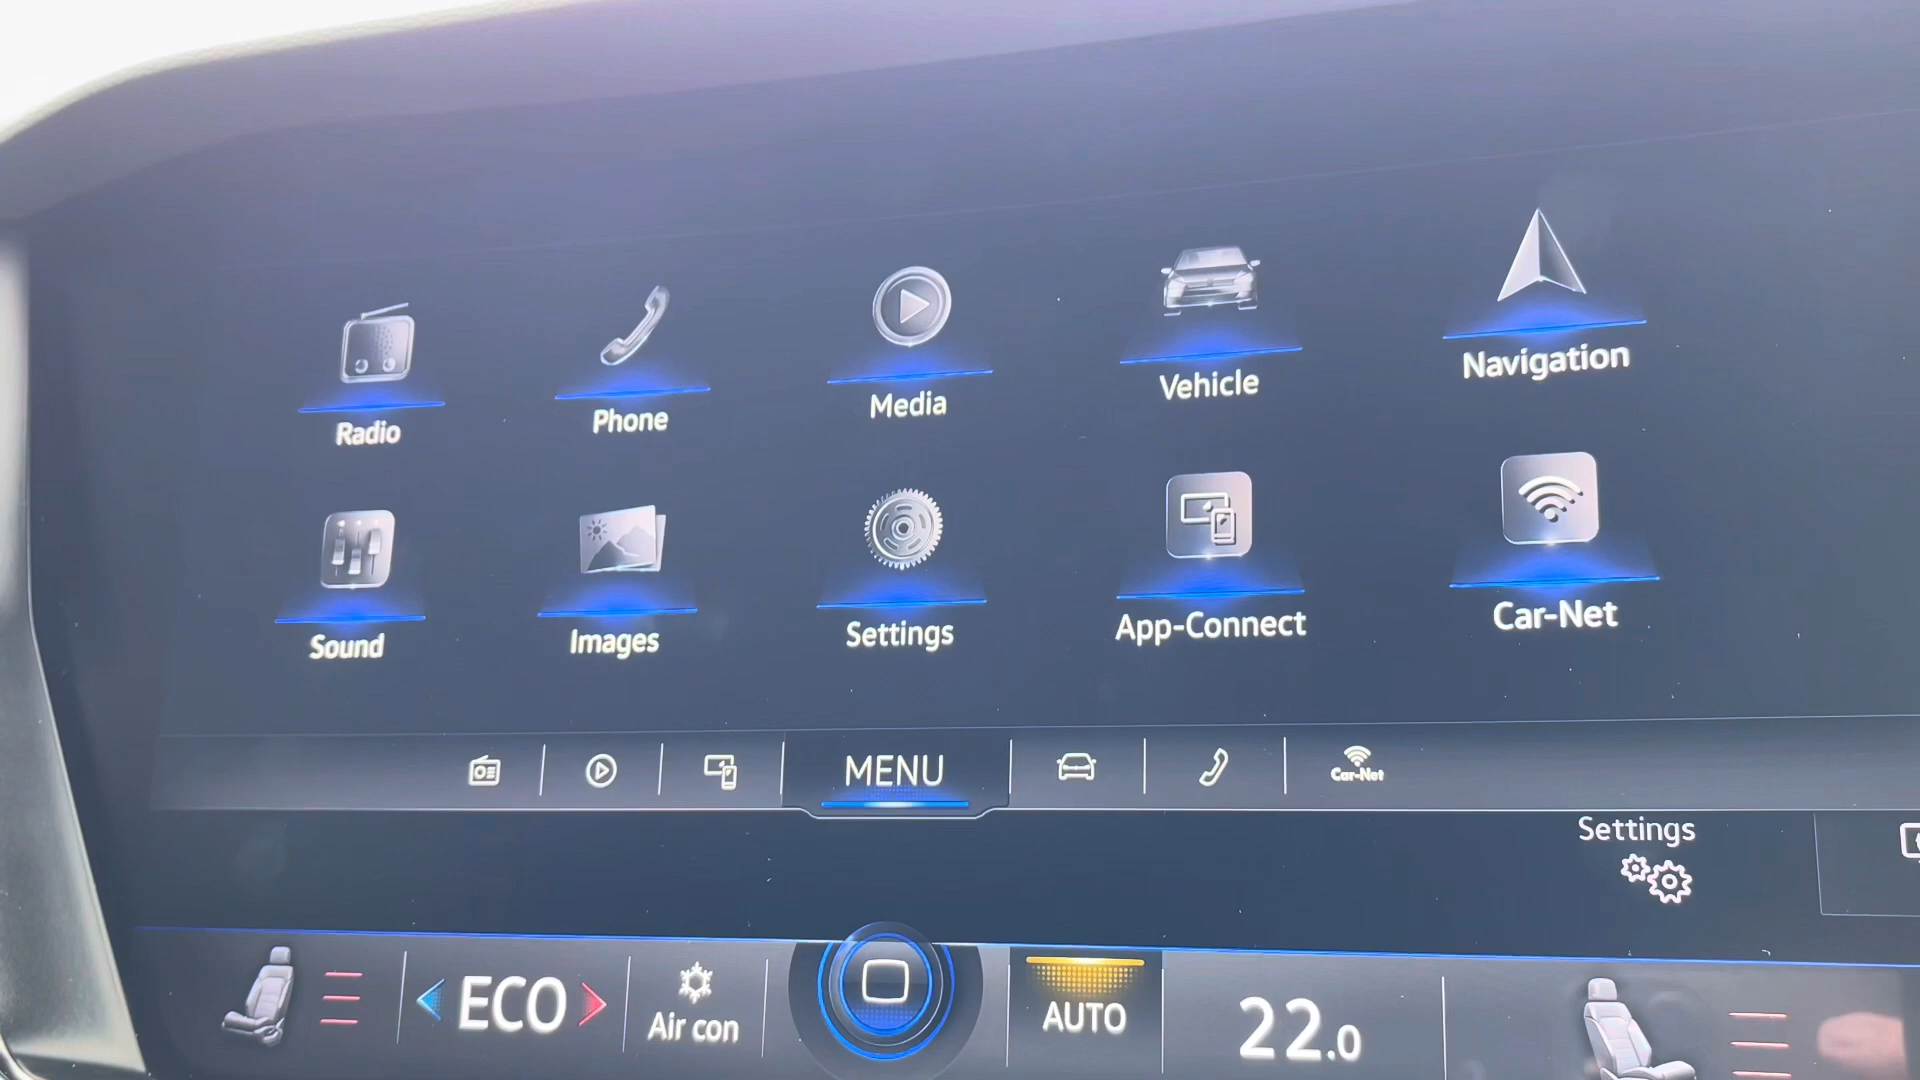 Radio
Phone
Media
Vehicle
Navigation
Sound
Images
Settings
App-Connect
Car-Net
MENU
Car-Net
Settings
ECO
Air con
AUTO
22.0